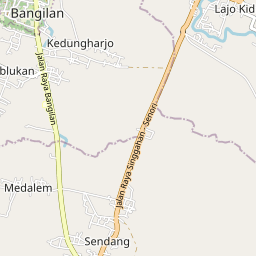 Bangilan
Lajo Kid
Kedungharjo
blukan
Jalan Raya Bangilan
Jalan Raya Singgahan - Senori
Medalem
Sendang